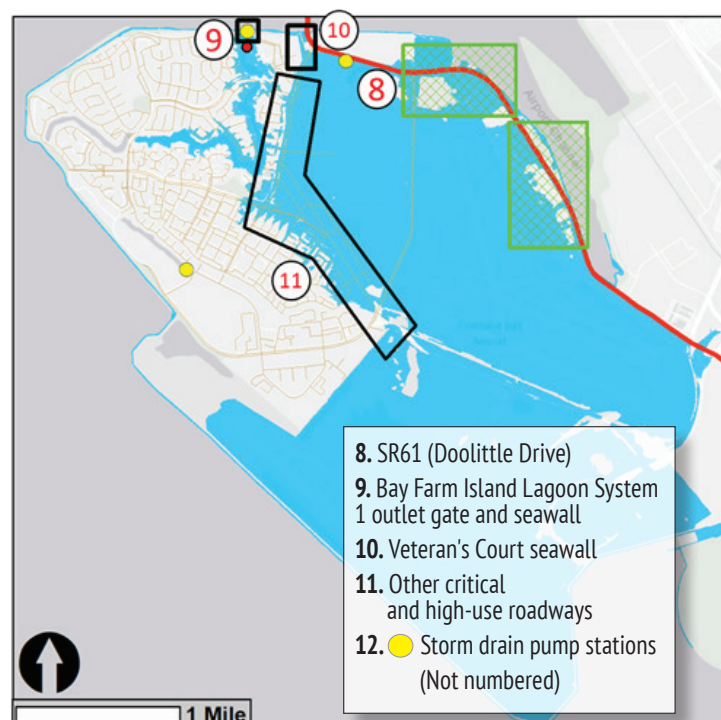 9
10
8
11
8. SR61 (Doolittle Drive)
9. Bay Farm Island Lagoon System
1 outlet gate and seawall
10. Veteran's Court seawall
11. Other critical
and high-use roadways
12. Storm drain pump stations
(Not numbered)
1 Mile